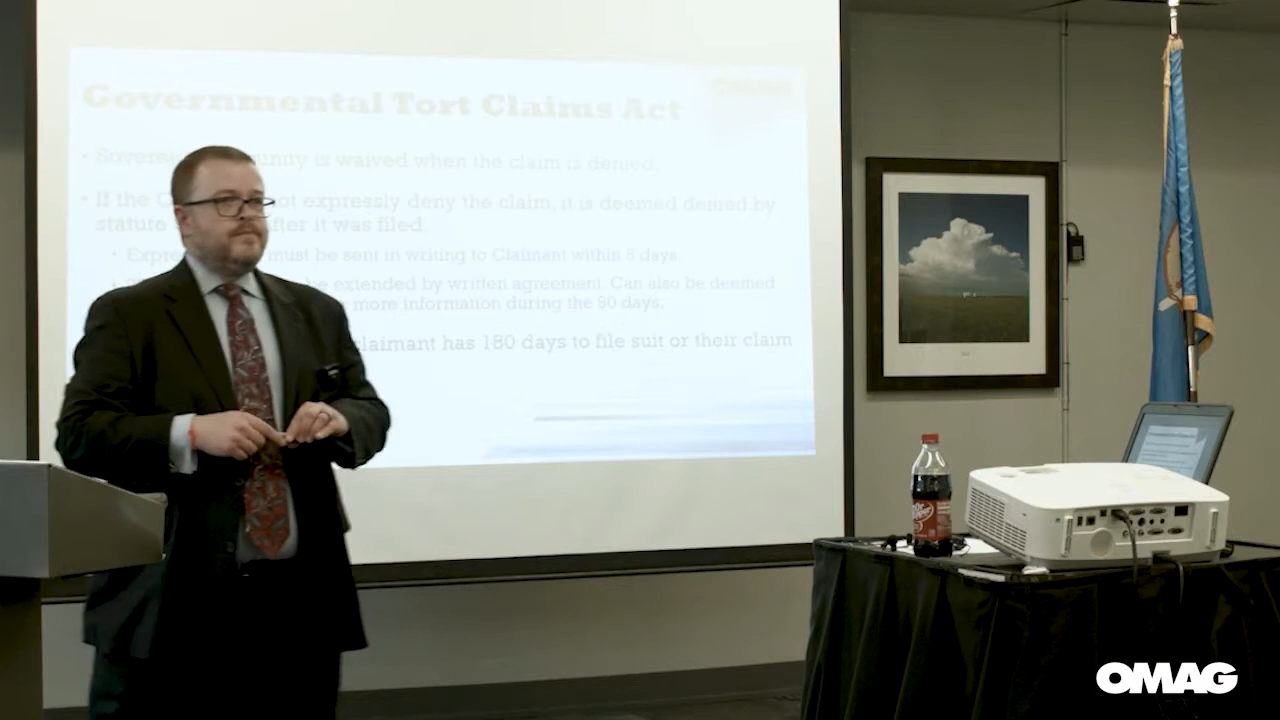 Governmental Tort Claims Act
OMAG
• Sovere unity is waived when the claim is denied.
• If the C not expressly deny the claim, it is deemed denied by
statute after it was filed.
• Expre must be sent in writing to Claimant within 5 days.
be extended by written agreement. Can also be deemed
more information during the 90 days.
claimant has 180 days to file suit or their claim
Dr Pepper
OMAG